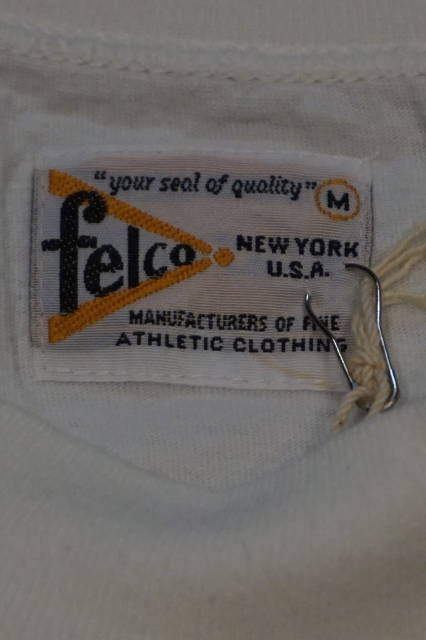 "your seal of quality" M
felco
NEW YORK
U.S.A.
MANUFACTURERS OF FINE
ATHLETIC CLOTHING